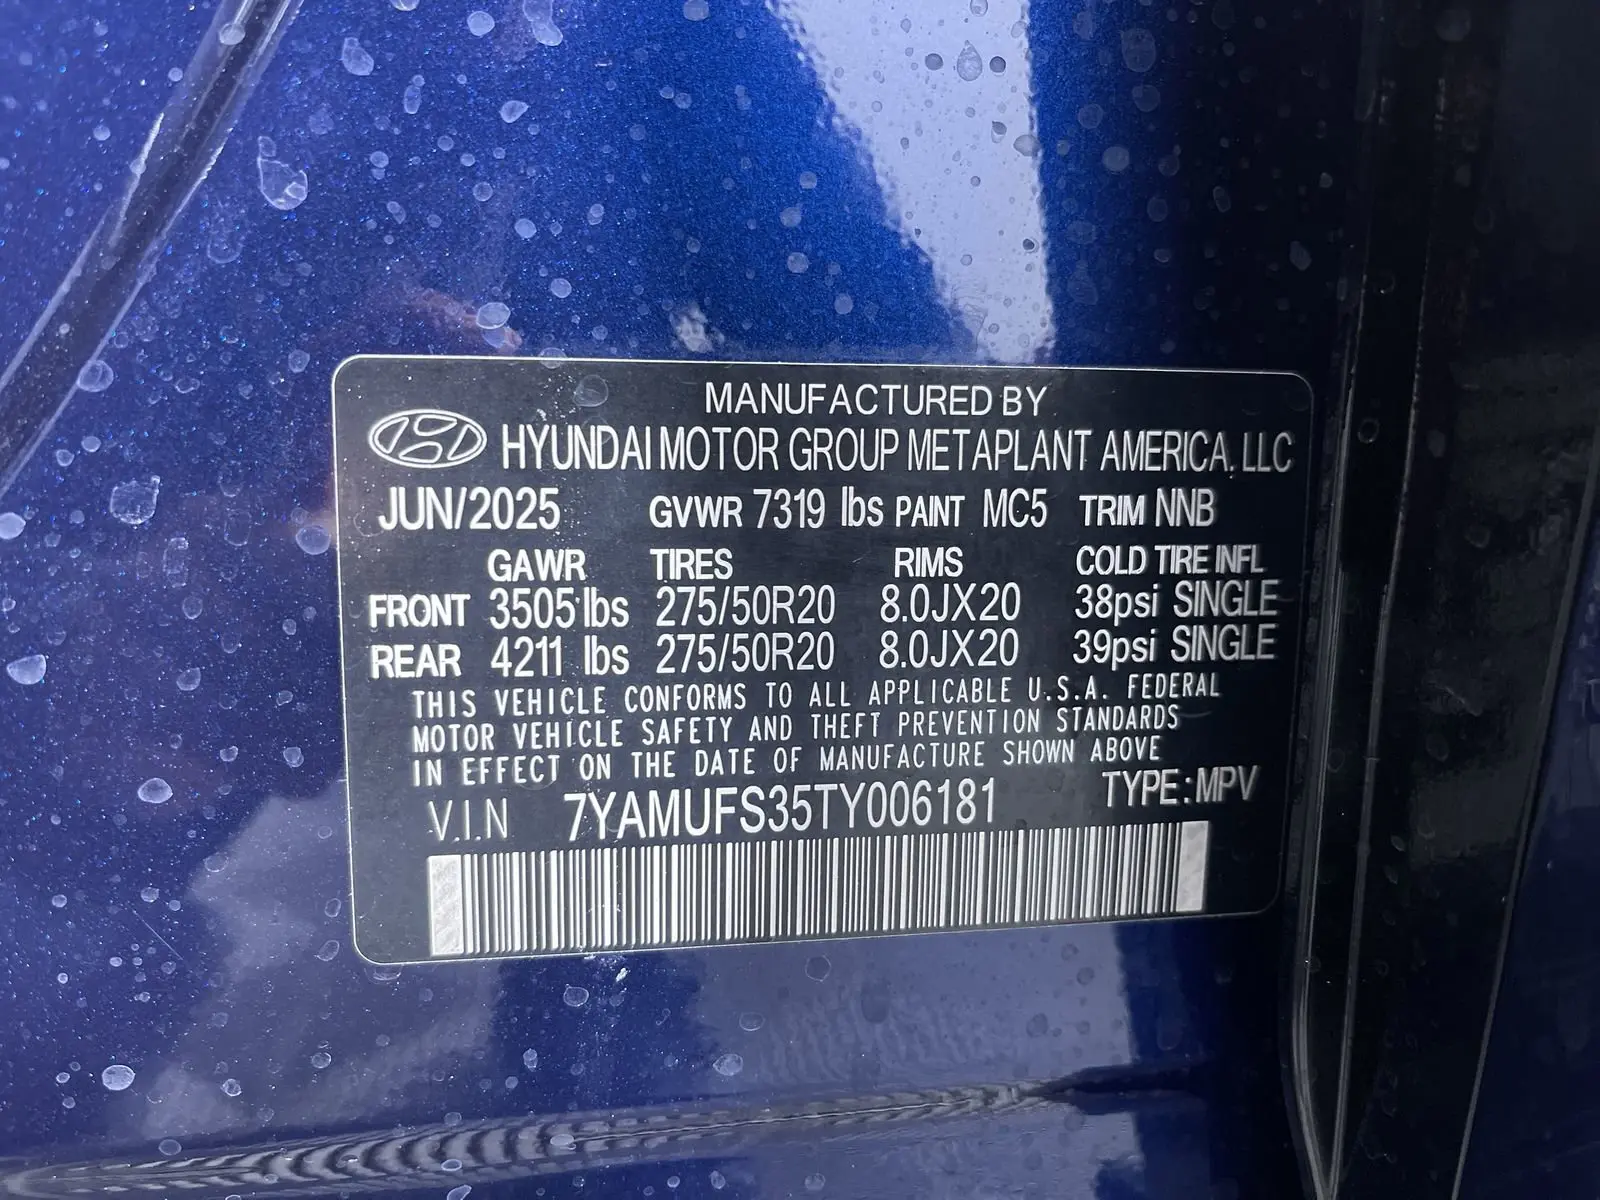 MANUFACTURED BY
HYUNDAI MOTOR GROUP METAPLANT AMERICA, LLC
JUN/2025 GVWR 7319 lbs PAINT MC5 TRIM NNB
GAWR TIRES RIMS COLD TIRE INFL
FRONT 3505 lbs 275/50R20 8.0JX20 38psi SINGLE
REAR 4211 lbs 275/50R20 8.0JX20 39psi SINGLE
THIS VEHICLE CONFORMS TO ALL APPLICABLE U.S.A. FEDERAL
MOTOR VEHICLE SAFETY AND THEFT PREVENTION STANDARDS
IN EFFECT ON THE DATE OF MANUFACTURE SHOWN ABOVE
V.I.N 7YAMUFS35TY006181 TYPE:MPV